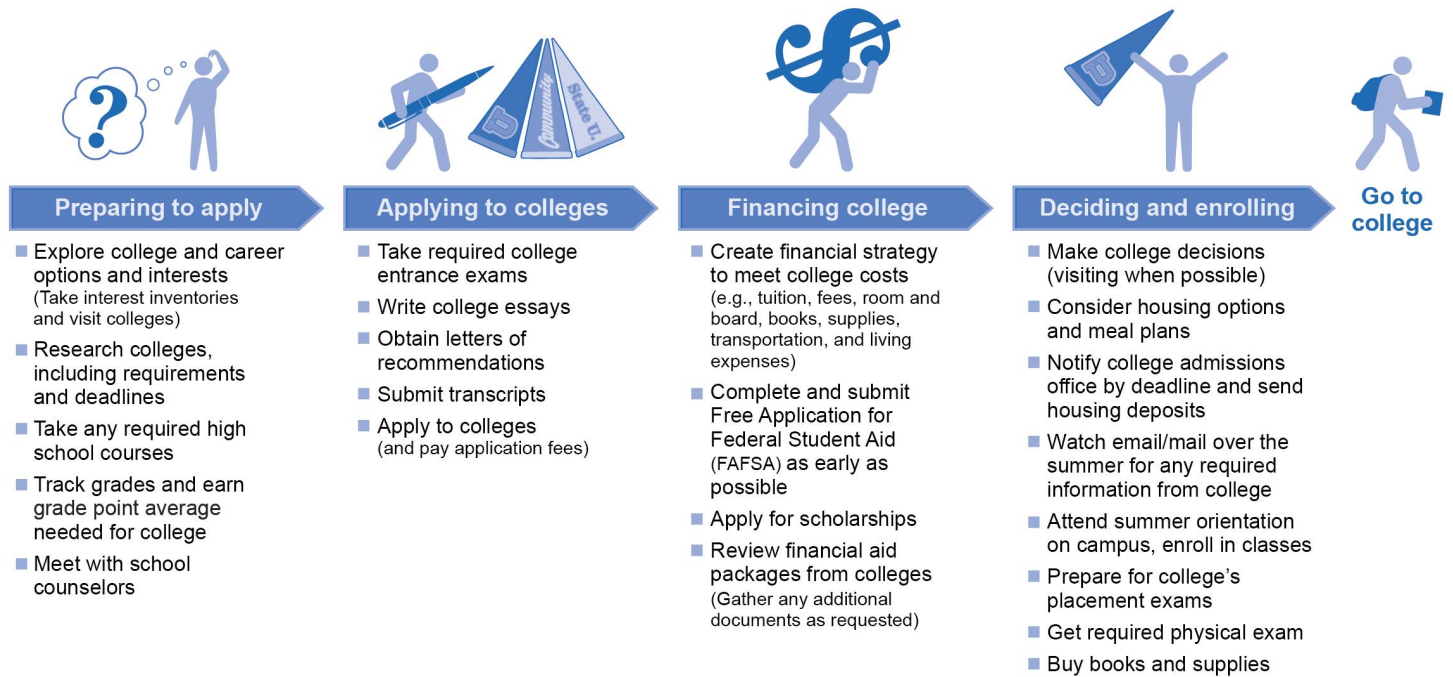 ?
U
Community
State U.
$
U
Preparing to apply
Explore college and career
options and interests
(Take interest inventories
and visit colleges)
Research colleges,
including requirements
and deadlines
Take any required high
school courses
Track grades and earn
grade point average
needed for college
Meet with school
counselors
Applying to colleges
Take required college
entrance exams
Write college essays
Obtain letters of
recommendations
Submit transcripts
Apply to colleges
(and pay application fees)
Financing college
Create financial strategy
to meet college costs
(e.g., tuition, fees, room and
board, books, supplies,
transportation, and living
expenses)
Complete and submit
Free Application for
Federal Student Aid
(FAFSA) as early as
possible
Apply for scholarships
Review financial aid
packages from colleges
(Gather any additional
documents as requested)
Deciding and enrolling
Make college decisions
(visiting when possible)
Consider housing options
and meal plans
Notify college admissions
office by deadline and send
housing deposits
Watch email/mail over the
summer for any required
information from college
Attend summer orientation
on campus, enroll in classes
Prepare for college’s
placement exams
Get required physical exam
Buy books and supplies
Go to
college